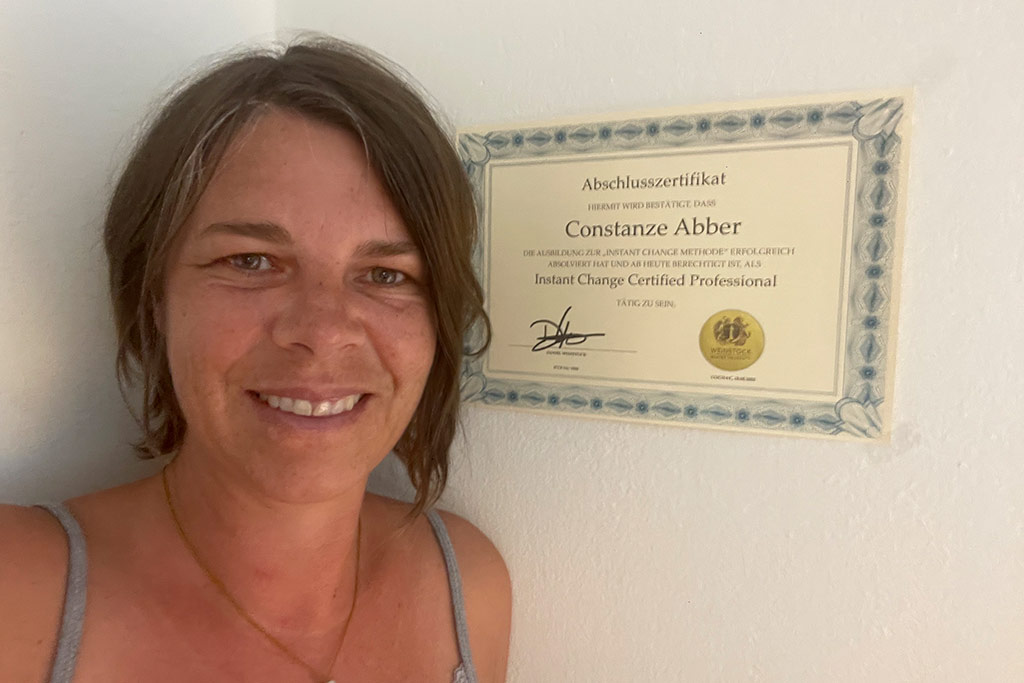 Abschlusszertifikat
HIERMIT WIRD BESTÄTIGT, DASS
Constanze Abber
DIE AUSBILDUNG ZUR „INSTANT CHANGE METHODE" ERFOLGREICH
ABSOLVIERT HAT UND AB HEUTE BERECHTIGT IST, ALS
Instant Change Certified Professional
TÄTIG ZU SEIN: